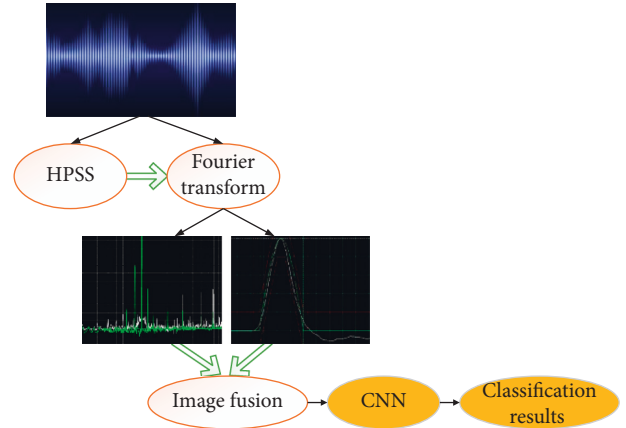 HPSS
Fourier
transform
Image fusion
CNN
Classification
results